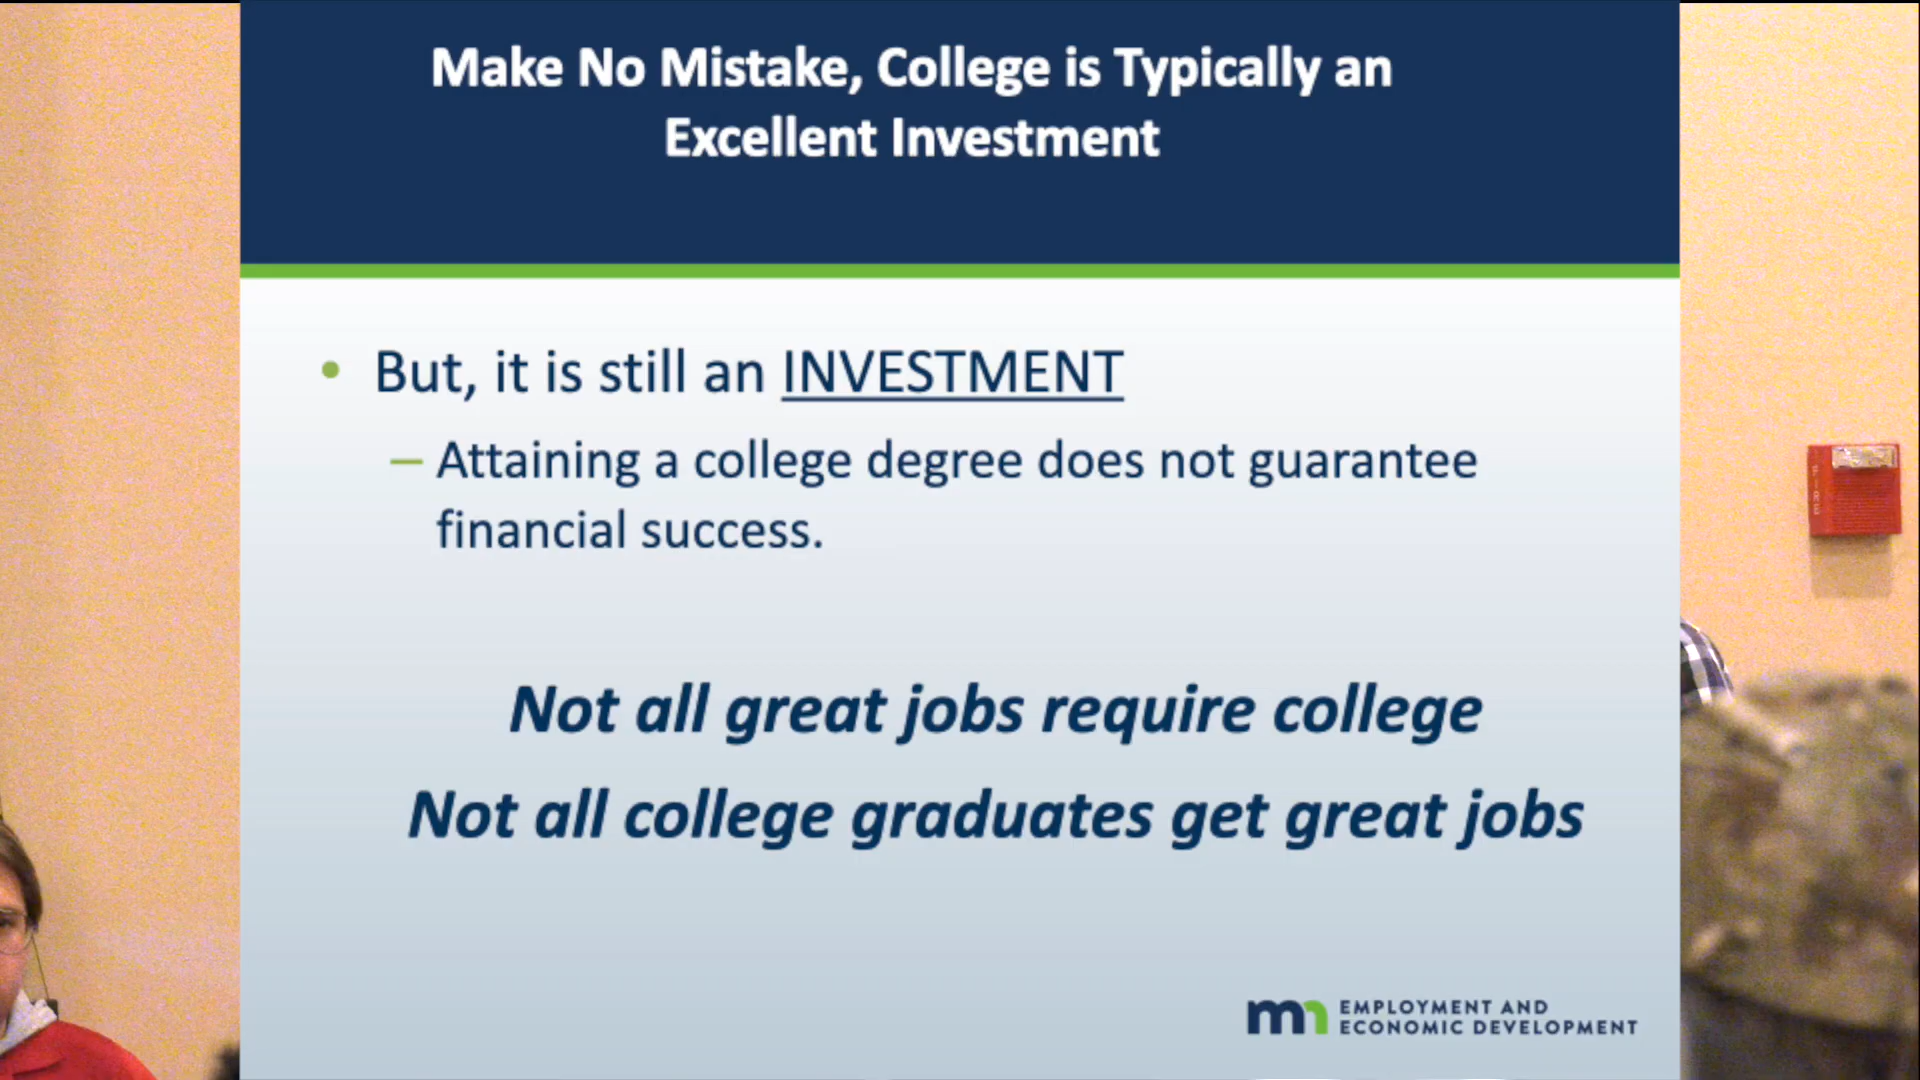 Make No Mistake, College is Typically an
Excellent Investment
• But, it is still an INVESTMENT
– Attaining a college degree does not guarantee
financial success.
Not all great jobs require college
Not all college graduates get great jobs
mn EMPLOYMENT AND
ECONOMIC DEVELOPMENT